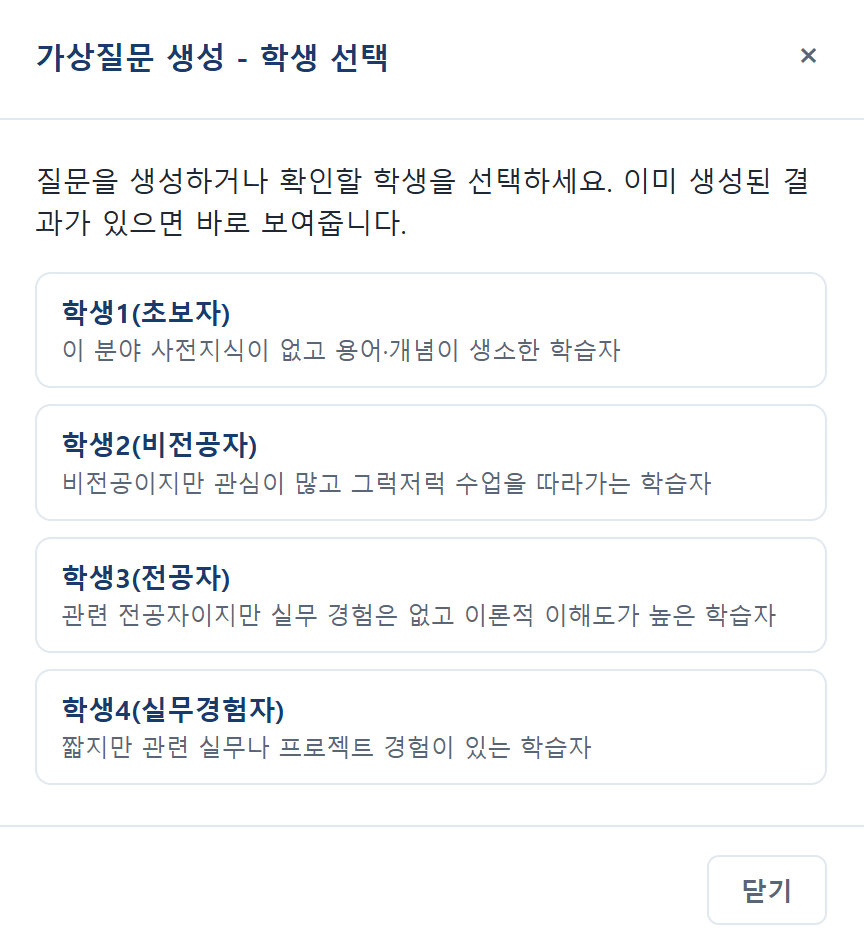 가상질문 생성 - 학생 선택
×
질문을 생성하거나 확인할 학생을 선택하세요. 이미 생성된 결
과가 있으면 바로 보여줍니다.
학생1(초보자)
이 분야 사전지식이 없고 용어·개념이 생소한 학습자
학생2(비전공자)
비전공이지만 관심이 많고 그럭저럭 수업을 따라가는 학습자
학생3(전공자)
관련 전공자이지만 실무 경험은 없고 이론적 이해도가 높은 학습자
학생4(실무경험자)
짧지만 관련 실무나 프로젝트 경험이 있는 학습자
닫기